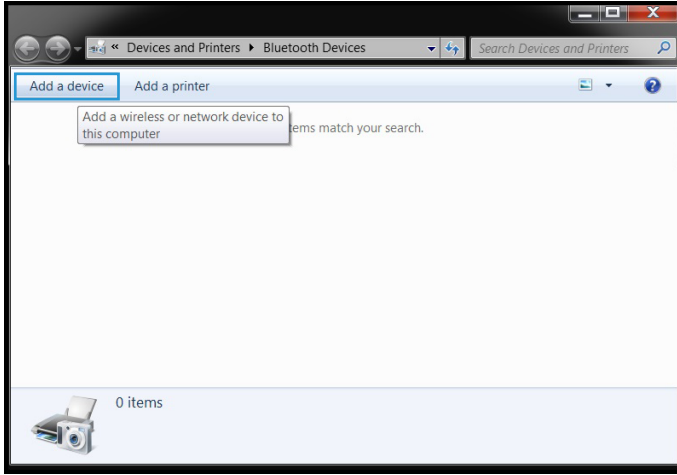 « Devices and Printers Bluetooth Devices Search Devices and Printers
Add a device Add a printer ?
Add a wireless or network device to
this computer
items match your search.
0 items